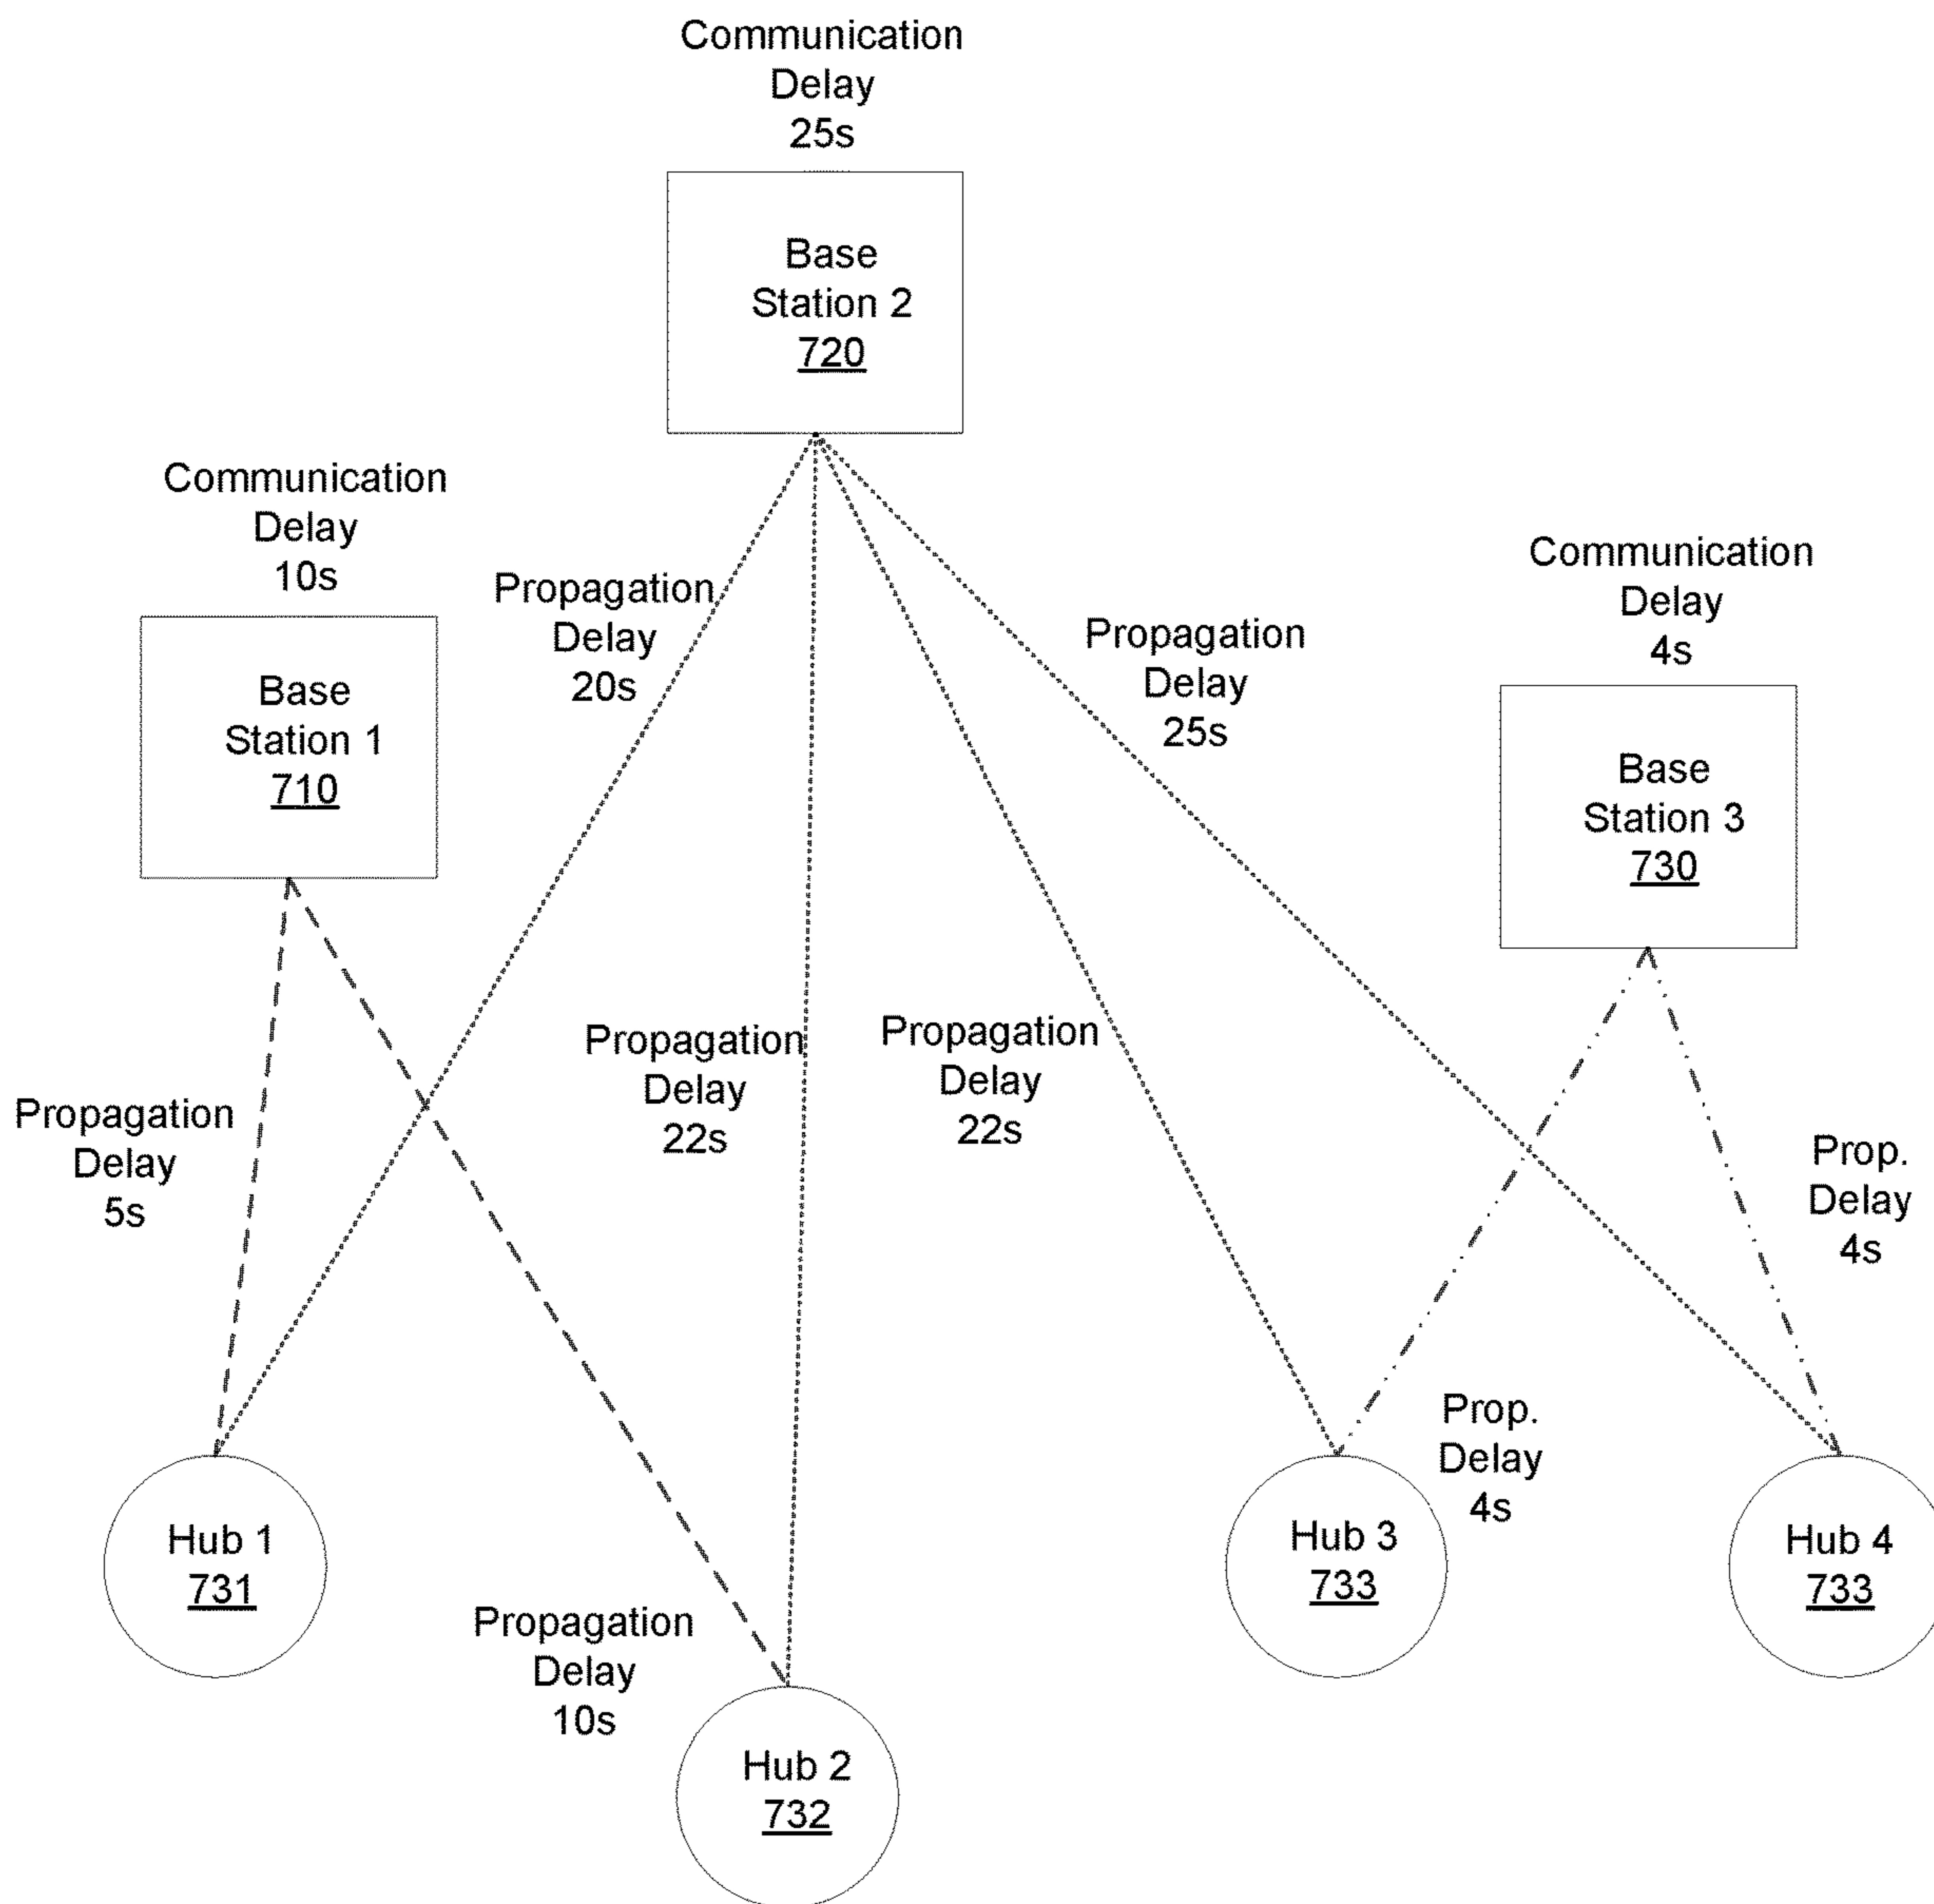 Communication
Delay
25s
Base
Station 2
720
Communication
Delay
10s
Base
Station 1
710
Propagation
Delay
20s
Propagation
Delay
25s
Communication
Delay
4s
Base
Station 3
730
Propagation
Delay
5s
Propagation
Delay
22s
Propagation
Delay
22s
Prop.
Delay
4s
Prop.
Delay
4s
Hub 1
731
Propagation
Delay
10s
Hub 2
732
Hub 3
733
Hub 4
733